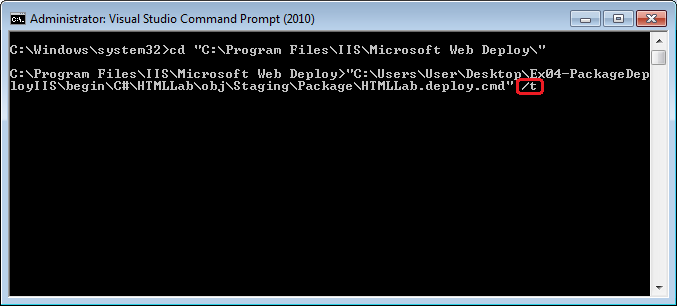 Administrator: Visual Studio Command Prompt (2010)
C:\Windows\system32>cd "C:\Program Files\IIS\Microsoft Web Deploy\"
C:\Program Files\IIS\Microsoft Web Deploy>"C:\Users\User\Desktop\Ex04-PackageDep
loyIIS\begin\C#\HTMLLab\obj\Staging\Package\HTMLLab.deploy.cmd" /t